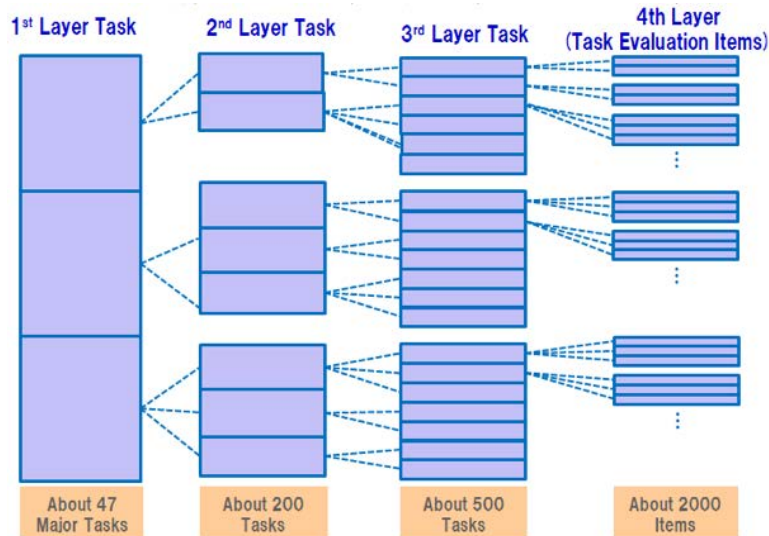 1st Layer Task
2nd Layer Task
3rd Layer Task
4th Layer
(Task Evaluation Items)
About 47
Major Tasks
About 200
Tasks
About 500
Tasks
About 2000
Items